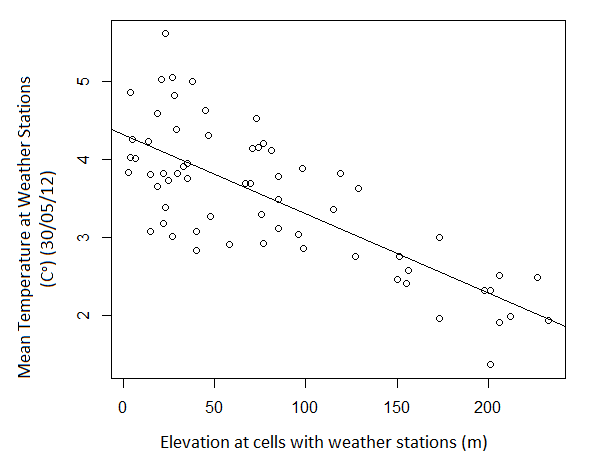 Mean Temperature at Weather Stations
(C°) (30/05/12)
5
4
3
2
0 50 100 150 200
Elevation at cells with weather stations (m)